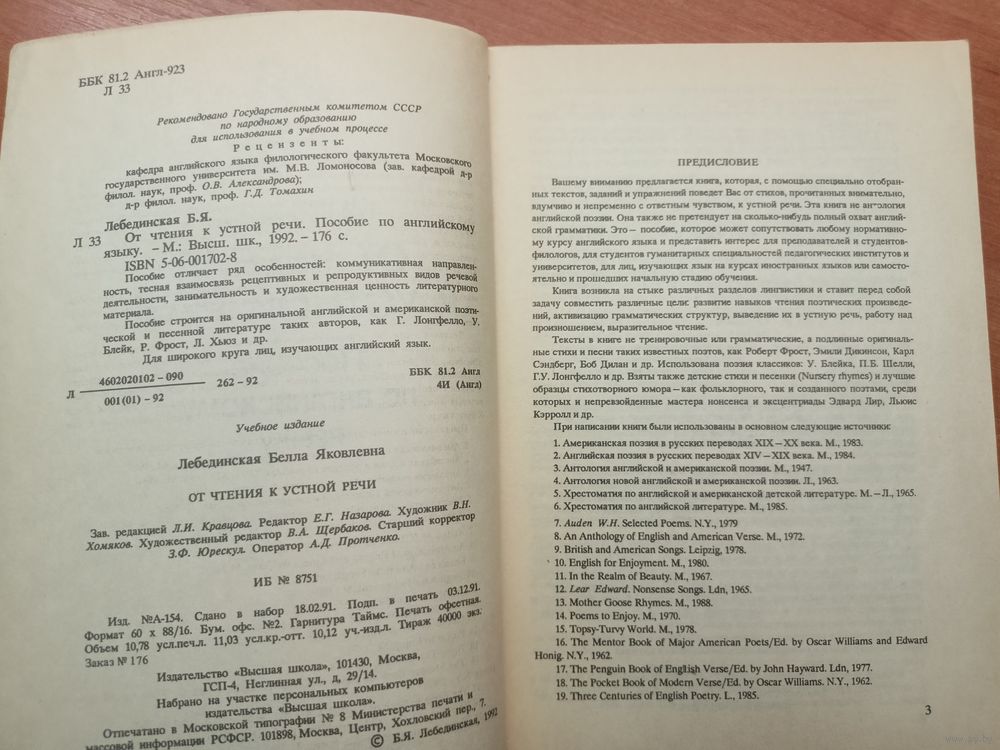 ББК 81.2 Англ-923
Л 33
Рекомендовано Государственным комитетом СССР
по народному образованию
для использования в учебном процессе
Рецензенты:
кафедра английского языка филологического факультета Московского
государственного университета им. М.В. Ломоносова (зав. кафедрой д-р
филол. наук, проф. О.В. Александрова);
д-р филол. наук, проф. Г.Д. Томахин
Лебединская Б.Я.
Л 33 От чтения к устной речи. Пособие по английскому
языку. – М.: Высш. шк., 1992. – 176 с.
ISBN 5-06-001702-8
Пособие отличает ряд особенностей: коммуникативная направлен-
ность, тесная взаимосвязь рецептивных и репродуктивных видов речевой
деятельности, занимательность и художественная ценность литературного
материала.
Пособие строится на оригинальной английской и американской поэти-
ческой и песенной литературе таких авторов, как Г. Лонгфелло, У.
Блейк, Р. Фрост, Л. Хьюз и др.
Для широкого круга лиц, изучающих английский язык.
Л 4602020102 – 090 262 – 92 ББК 81.2 Англ
001(01) – 92 4И (Англ)
Учебное издание
Лебединская Белла Яковлевна
ОТ ЧТЕНИЯ К УСТНОЙ РЕЧИ
Зав. редакцией Л.И. Кравцова. Редактор Е.Г. Назарова. Художник В.Н.
Хомяков. Художественный редактор В.А. Щербаков. Старший корректор
З.Ф. Юрескул. Оператор А.Д. Протченко.
ИБ № 8751
Изд. №А-154. Сдано в набор 18.02.91. Подп. в печать 03.12.91.
Формат 60 х 88/16. Бум. офс. №2. Гарнитура Таймс. Печать офсетная.
Объем 10,78 усл.печ.л. 11,03 усл.кр.-отт. 10,12 уч.-изд.л. Тираж 40000 экз.
Заказ № 176
Издательство «Высшая школа», 101430, Москва,
ГСП-4, Неглинная ул., д. 29/14.
Набрано на участке персональных компьютеров
издательства «Высшая школа».
Отпечатано в Московской типографии № 8 Министерства печати и
массовой информации РСФСР. 101898, Москва, Центр, Хохловский пер., 7.
© Б.Я. Лебединская, 1992
ПРЕДИСЛОВИЕ
Вашему вниманию предлагается книга, которая, с помощью специально отобран-
ных текстов, заданий и упражнений поведет Вас от стихов, прочитанных внимательно,
вдумчиво и непременно с ответным чувством, к устной речи. Эта книга не антология
английской поэзии. Она также не претендует на сколько-нибудь полный охват англий-
ской грамматики. Это – пособие, которое может сопутствовать любому нормативно-
му курсу английского языка и представить интерес для преподавателей и студентов-
филологов, для студентов гуманитарных специальностей педагогических институтов и
университетов, для лиц, изучающих язык на курсах иностранных языков или самосто-
ятельно и прошедших начальную стадию обучения.
Книга возникла на стыке различных разделов лингвистики и ставит перед собой
задачу совместить различные цели: развитие навыков чтения поэтических произведе-
ний, активизацию грамматических структур, выведение их в устную речь, работу над
произношением, выразительное чтение.
Тексты в книге не тренировочные или грамматические, а подлинные оригиналь-
ные стихи и песни таких известных поэтов, как Роберт Фрост, Эмили Дикинсон, Карл
Сэндберг, Боб Дилан и др. Использована поэзия классиков: У. Блейка, П.Б. Шелли,
Г.У. Лонгфелло и др. Взяты также детские стихи и песенки (Nursery rhymes) и лучшие
образцы стихотворного юмора – как фольклорного, так и созданного поэтами, среди
которых и непревзойденные мастера нонсенса и эксцентриады Эдвард Лир, Льюис
Кэрролл и др.
При написании книги были использованы в основном следующие источники:
1. Американская поэзия в русских переводах XIX – XX века. М., 1983.
2. Английская поэзия в русских переводах XIV – XIX века. М., 1984.
3. Антология английской и американской поэзии. М., 1947.
4. Антология новой английской и американской поэзии. Л., 1963.
5. Хрестоматия по английской и американской детской литературе. М. – Л., 1965.
6. Хрестоматия по английской литературе. М., 1985.
7. Auden W.H. Selected Poems. N.Y., 1979
8. An Anthology of English and American Verse. M., 1972.
9. British and American Songs. Leipzig, 1978.
10. English for Enjoyment. M., 1980.
11. In the Realm of Beauty. M., 1967.
12. Lear Edward. Nonsense Songs. Ldn, 1965.
13. Mother Goose Rhymes. M., 1988.
14. Poems to Enjoy. M., 1970.
15. Topsy-Turvy World. M., 1978.
16. The Mentor Book of Major American Poets/Ed. by Oscar Williams and Edward
Honig. N.Y., 1962.
17. The Penguin Book of English Verse/Ed. by John Hayward. Ldn, 1977.
18. The Pocket Book of Modern Verse/Ed. by Oscar Williams. N.Y., 1962.
19. Three Centuries of English Poetry. L., 1985.
3